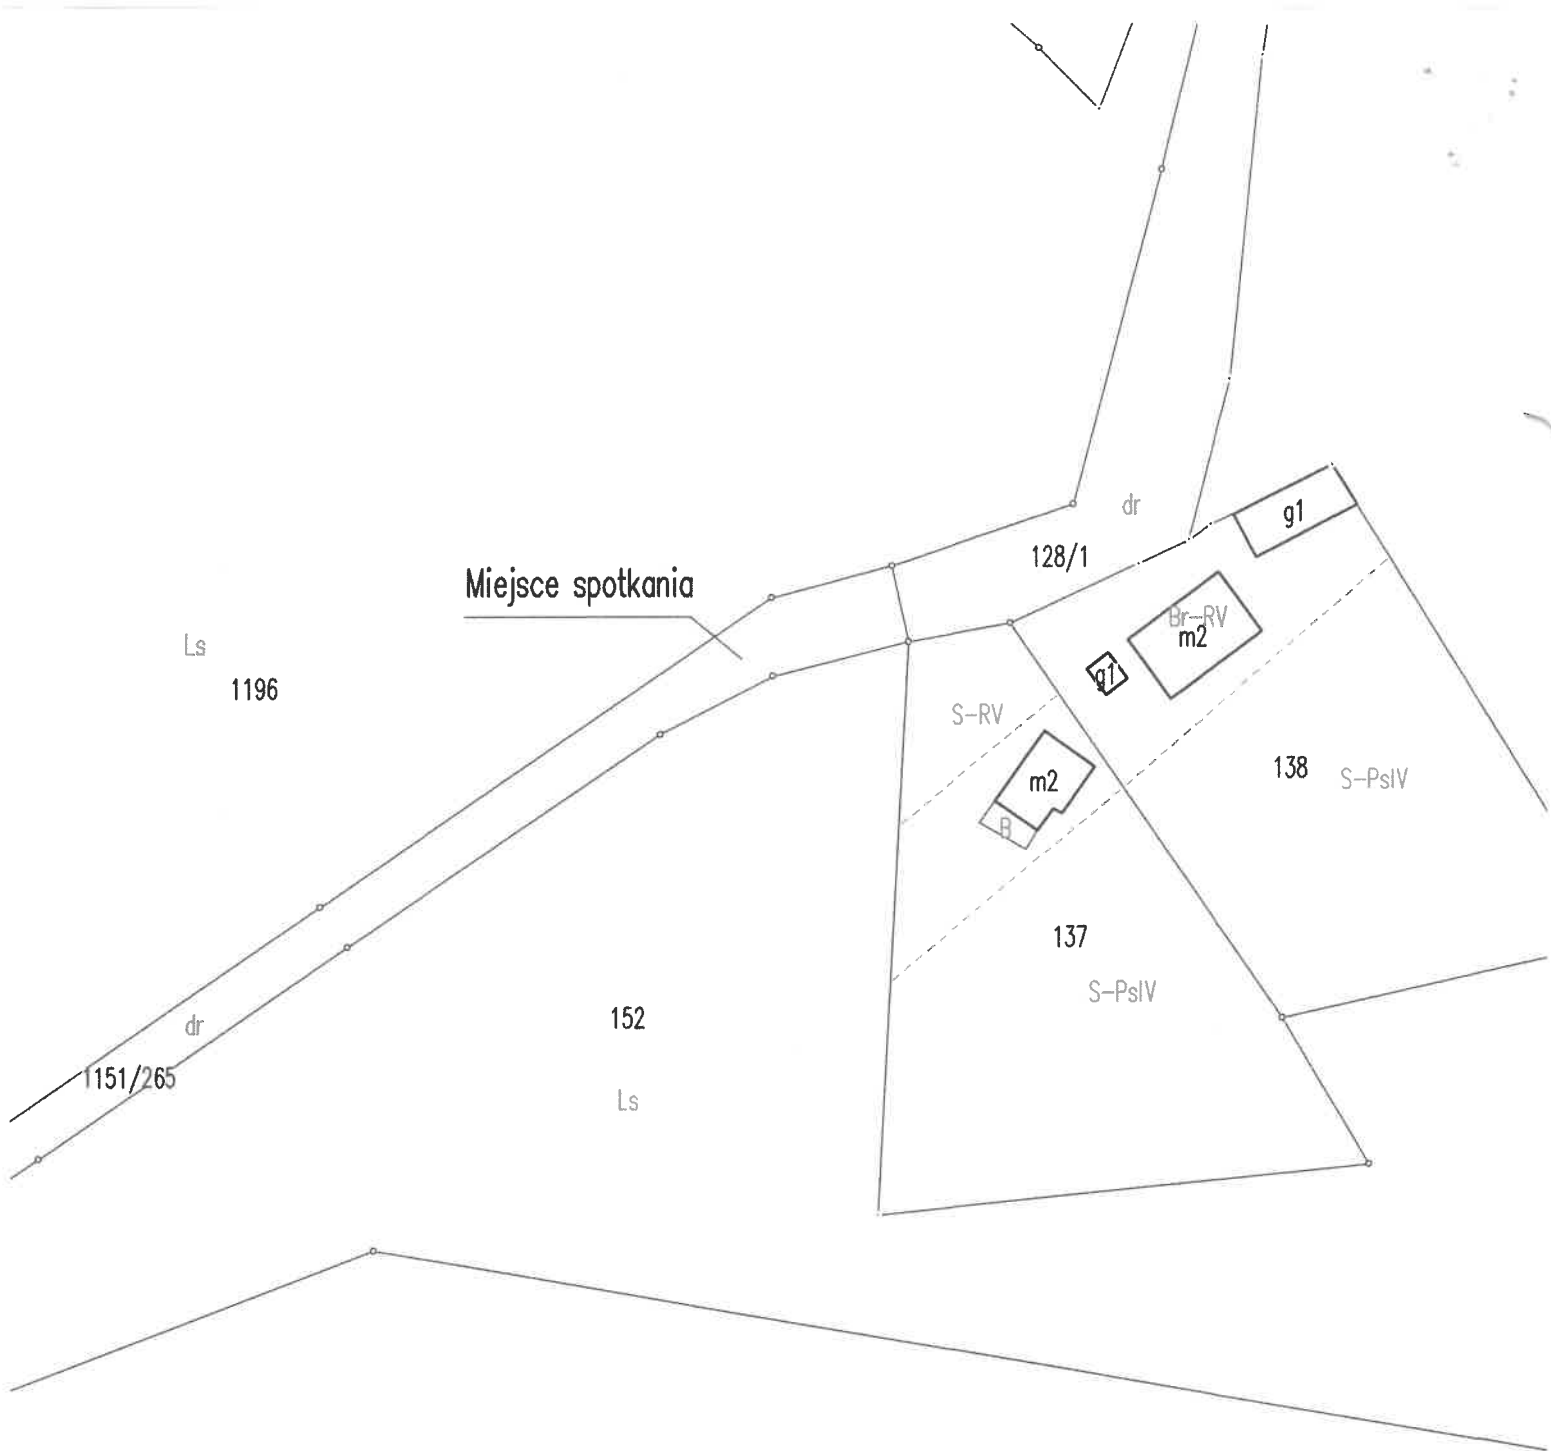 g1
dr
128/1
Miejsce spotkania
Br-RV
m2
Ls
g1
1196
S-RV
138
S-PsIV
m2
B
137
S-PsIV
152
dr
1151/265
Ls